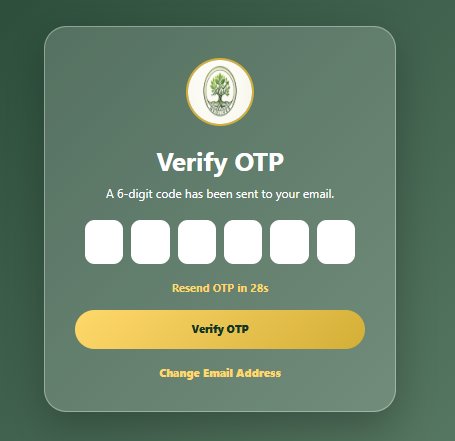 Verify OTP
A 6-digit code has been sent to your email.
Resend OTP in 28s
Verify OTP
Change Email Address